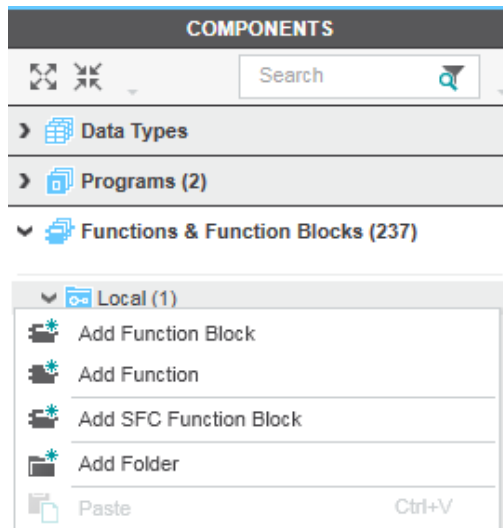 COMPONENTS
Search
Data Types
Programs (2)
Functions & Function Blocks (237)
Local (1)
Add Function Block
Add Function
Add SFC Function Block
Add Folder
Paste Ctrl+V